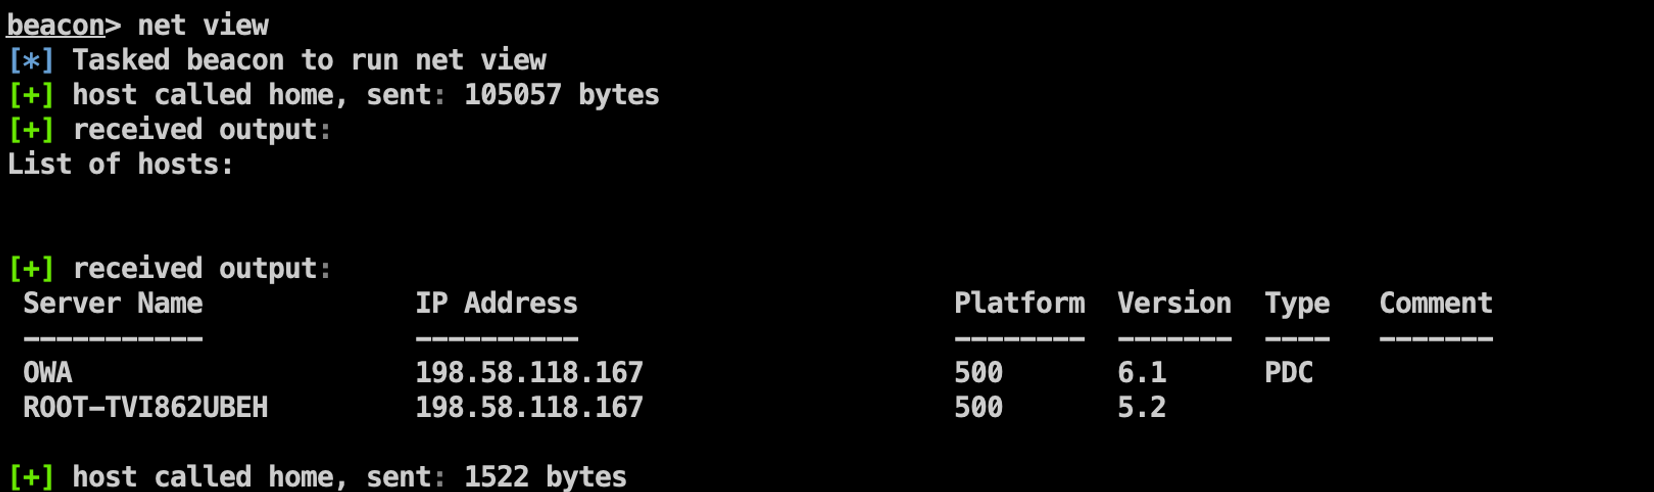 beacon> net view
[*] Tasked beacon to run net view
[+] host called home, sent: 105057 bytes
[+] received output:
List of hosts:
[+] received output:
Server Name IP Address Platform Version Type Comment
----------- ---------- -------- ------- ---- -------
OWA 198.58.118.167 500 6.1 PDC
ROOT-TVI862UBEH 198.58.118.167 500 5.2
[+] host called home, sent: 1522 bytes